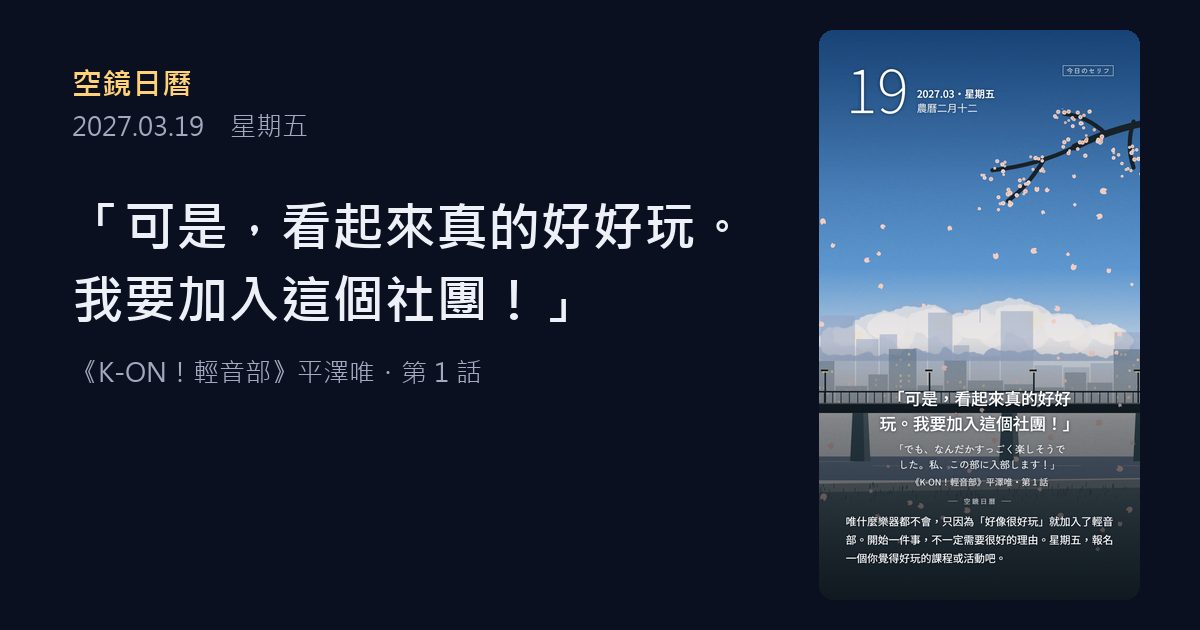 空鏡日曆
2027.03.19　星期五
「可是，看起來真的好好玩。
我要加入這個社團！」
《K-ON！輕音部》平澤唯．第 1 話
19
2027.03・星期五
農曆二月十二
今日のセリフ
「可是，看起來真的好好
玩。我要加入這個社團！」
「でも、なんだかすっごく楽しそうで
した。私、この部に入部します！」
《K-ON！輕音部》平澤唯・第 1 話
空鏡日曆
唯什麼樂器都不會，只因為「好像很好玩」就加入了輕音
部。開始一件事，不一定需要很好的理由。星期五，報名
一個你覺得好玩的課程或活動吧。